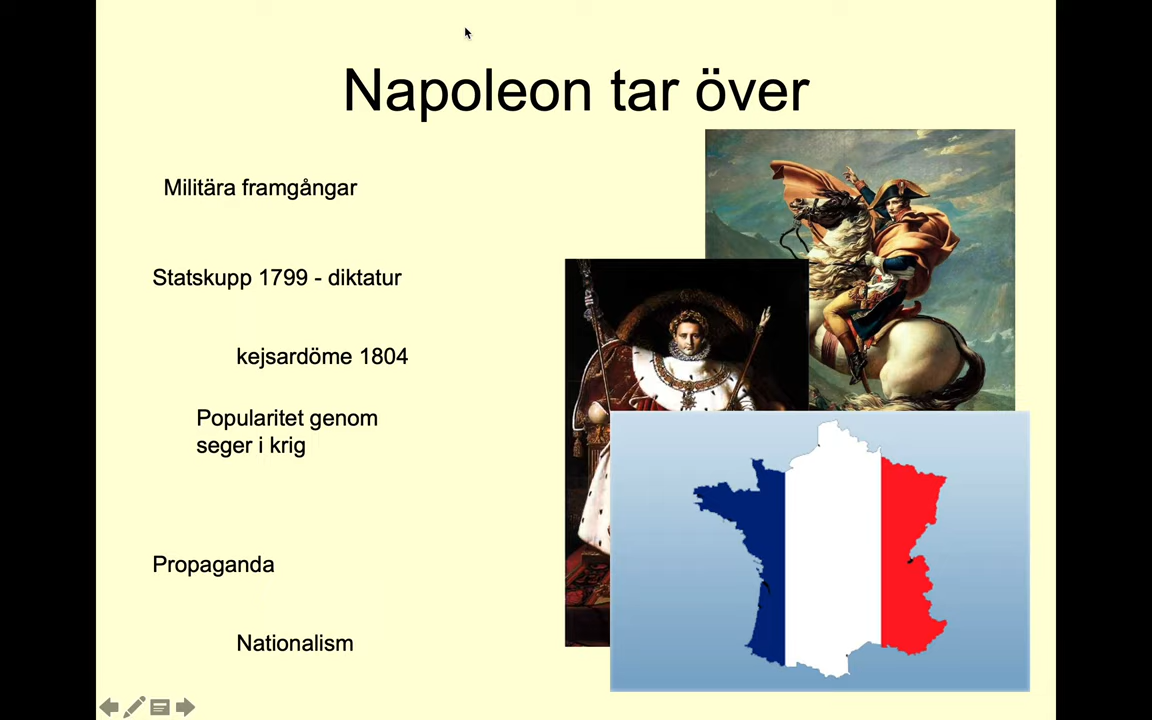 Napoleon tar över
Militära framgångar
Statskupp 1799 - diktatur
kejsardöme 1804
Popularitet genom
seger i krig
Propaganda
Nationalism